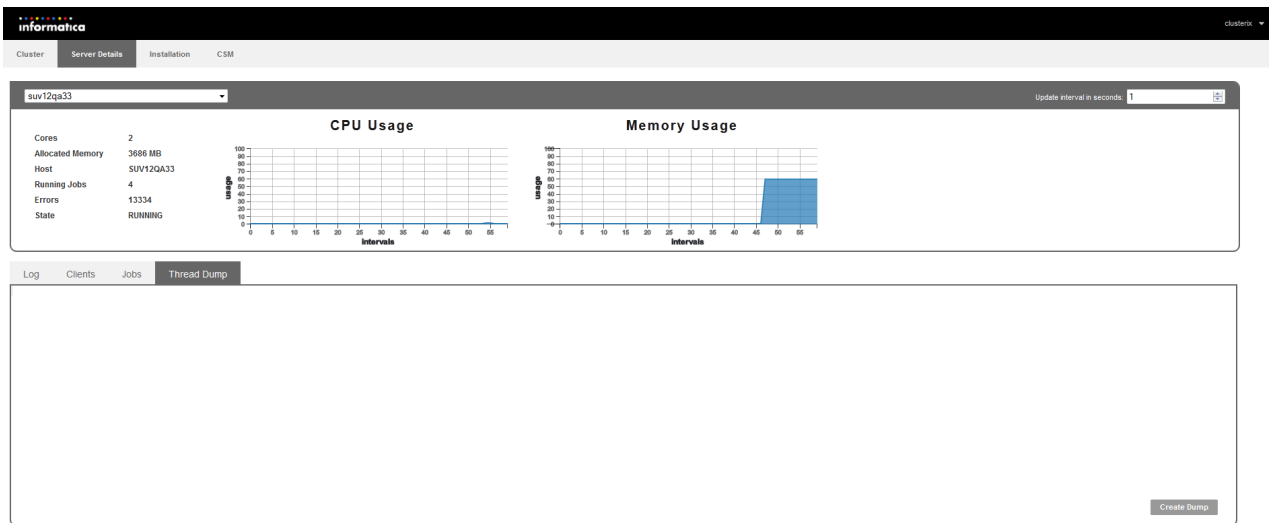 informatica
clusterix
Cluster Server Details Installation CSM
suv12qa33 Update interval in seconds: 1
CPU Usage Memory Usage
Cores 2
Allocated Memory 3686 MB
Host SUV12QA33
Running Jobs 4
Errors 13334
State RUNNING
usage
100
90
80
70
60
50
40
30
20
10
0
0 5 10 15 20 25 30 35 40 45 50 55
intervals
usage
100
90
80
70
60
50
40
30
20
10
0
0 5 10 15 20 25 30 35 40 45 50 55
intervals
Log Clients Jobs Thread Dump
Create Dump